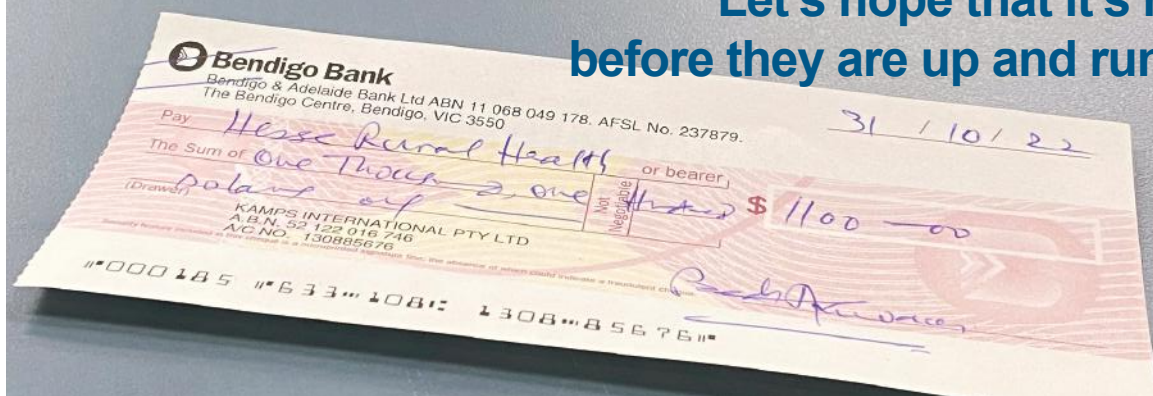 Let's hope that it's
before they are up and run
Bendigo Bank
Bendigo & Adelaide Bank Ltd ABN 11 068 049 178. AFSL No. 237879.
The Bendigo Centre, Bendigo, VIC 3550
31 / 10 / 22
Pay Hesse Rural Health or bearer
The Sum of One Thousand, one Hundred $ 1100 - 00
Not Negotiable
(Drawer) only
KAMPS INTERNATIONAL PTY LTD
A.B.N. 52 122 016 746
A/C NO. 130885676
⑈000185 ⑈633⑉108⑆ 1308⑉85676⑈